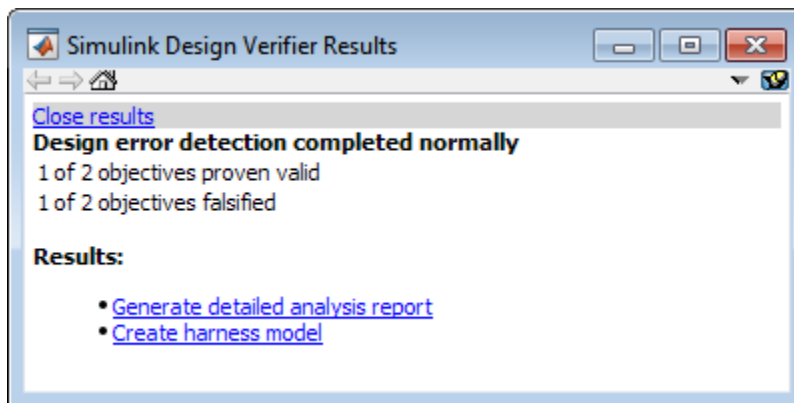 Simulink Design Verifier Results
Close results
Design error detection completed normally
1 of 2 objectives proven valid
1 of 2 objectives falsified
Results:
• Generate detailed analysis report
• Create harness model